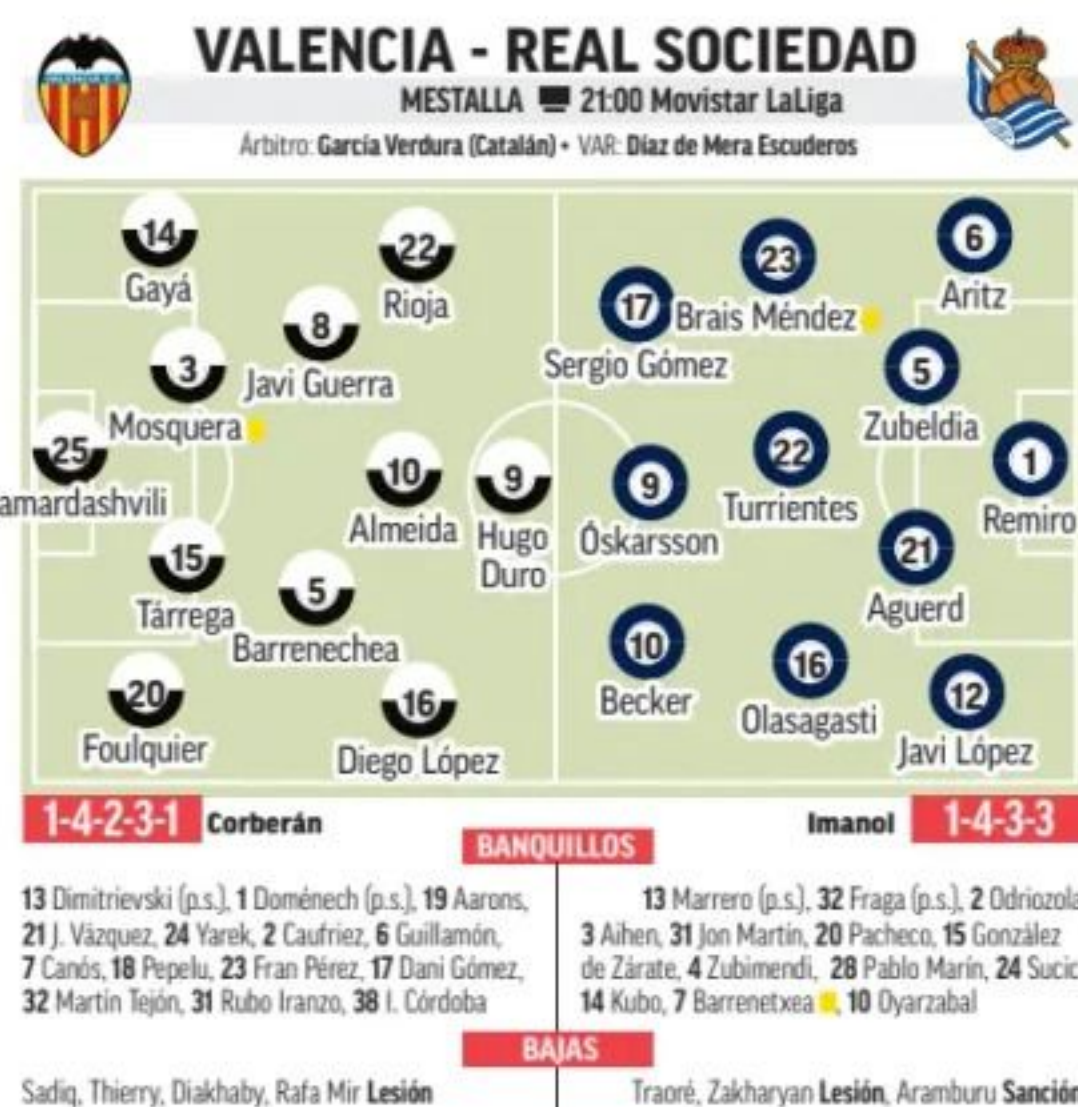 VALENCIA - REAL SOCIEDAD
MESTALLA 21:00 Movistar LaLiga
Árbitro: García Verdura (Catalán) • VAR: Díaz de Mera Escuderos
14
Gayá
22
Rioja
8
Javi Guerra
3
Mosquera
25
amardashvili
10
Almeida
9
Hugo
Duro
15
Tárrega
5
Barrenechea
20
Foulquier
16
Diego López
23
Brais Méndez
6
Aritz
17
Sergio Gómez
5
Zubeldia
22
Turrientes
9
Óskarsson
1
Remiro
21
Aguerd
10
Becker
16
Olasagasti
12
Javi López
1-4-2-3-1 Corberán
Imanol 1-4-3-3
BANQUILLOS
13 Dimitrievski (p.s.), 1 Doménech (p.s.), 19 Aarons,
21 J. Vázquez, 24 Yarek, 2 Caufriez, 6 Guillamón,
7 Canós, 18 Pepelu, 23 Fran Pérez, 17 Dani Gómez,
32 Martín Tejón, 31 Rubo Iranzo, 38 I. Córdoba
13 Marrero (p.s.), 32 Fraga (p.s.), 2 Odriozola
3 Aihen, 31 Jon Martín, 20 Pacheco, 15 González
de Zárate, 4 Zubimendi, 28 Pablo Marín, 24 Sucic
14 Kubo, 7 Barrenetxea, 10 Oyarzabal
BAJAS
Sadiq, Thierry, Diakhaby, Rafa Mir Lesión
Traoré, Zakharyan Lesión, Aramburu Sanción